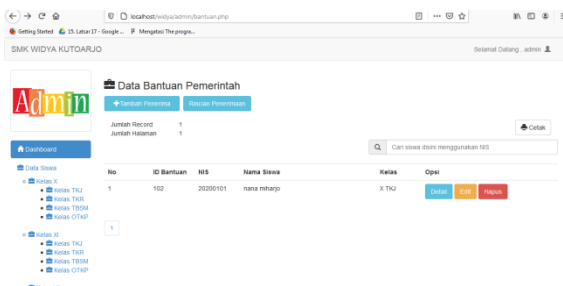 localhost/widya/admin/bantuan.php
Getting Started
15. Latsar17 - Google...
Mengatasi The progra...
SMK WIDYA KUTOARJO
Selamat Datang , admin
Admin
Data Bantuan Pemerintah
+Tambah Penerima
Rincian Penerimaan
Jumlah Record 1
Jumlah Halaman 1
Cetak
Cari siswa disini menggunakan NIS
Dashboard
Data Siswa
Kelas X
Kelas TKJ
Kelas TKR
Kelas TBSM
Kelas OTKP
Kelas XI
Kelas TKJ
Kelas TKR
Kelas TBSM
Kelas OTKP
No ID Bantuan NIS Nama Siswa Kelas Opsi
1 102 20200101 nana miharjo X TKJ Detail Edit Hapus
1